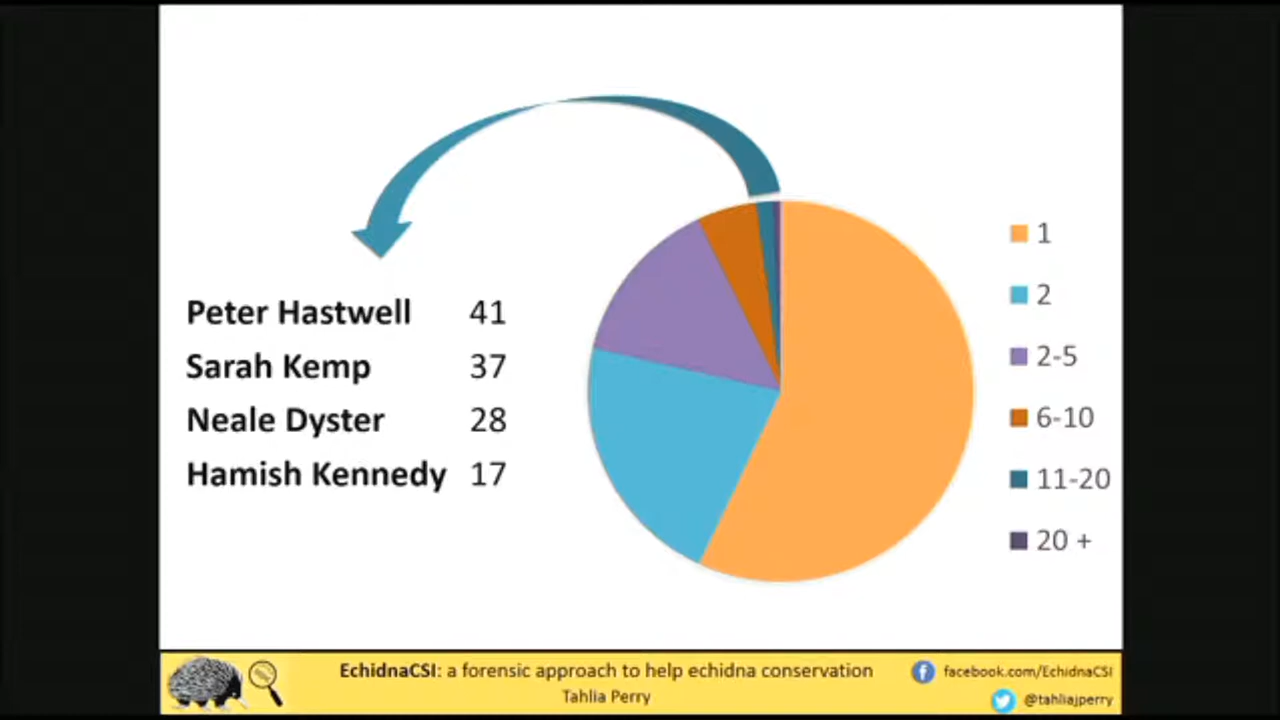 Peter Hastwell 41
Sarah Kemp 37
Neale Dyster 28
Hamish Kennedy 17
1
2
2-5
6-10
11-20
20 +
EchidnaCSI: a forensic approach to help echidna conservation
Tahlia Perry
facebook.com/EchidnaCSI
@tahliajperry